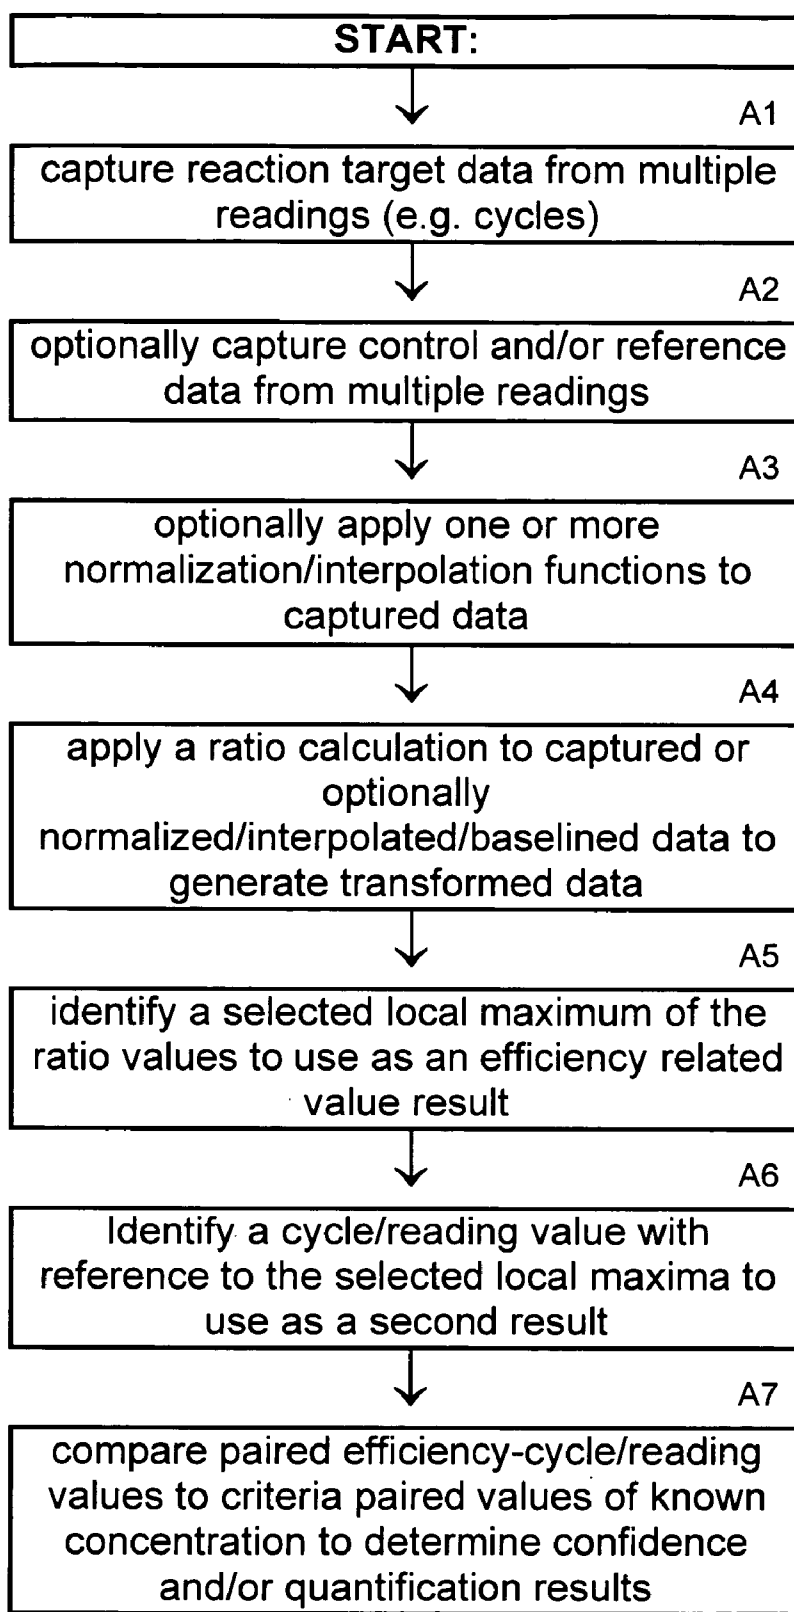 START:
A1
capture reaction target data from multiple
readings (e.g. cycles)
A2
optionally capture control and/or reference
data from multiple readings
A3
optionally apply one or more
normalization/interpolation functions to
captured data
A4
apply a ratio calculation to captured or
optionally
normalized/interpolated/baselined data to
generate transformed data
A5
identify a selected local maximum of the
ratio values to use as an efficiency related
value result
A6
Identify a cycle/reading value with
reference to the selected local maxima to
use as a second result
A7
compare paired efficiency-cycle/reading
values to criteria paired values of known
concentration to determine confidence
and/or quantification results